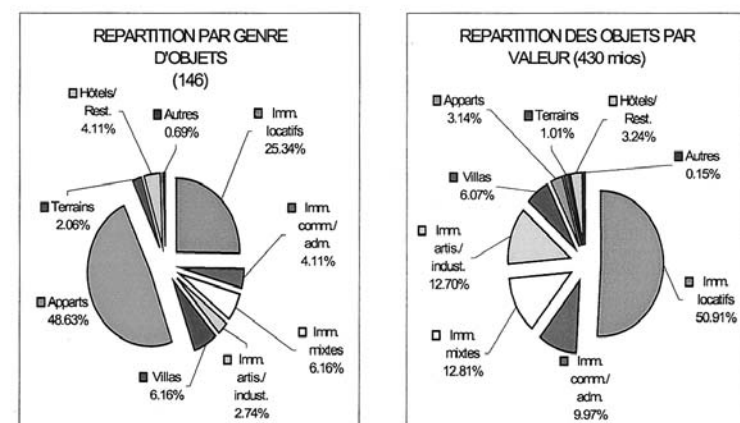 REPARTITION PAR GENRE
D'OBJETS
(146)
Hôtels/
Rest.
4.11%
Autres
0.69%
Imm.
locatifs
25.34%
Terrains
2.06%
Imm.
comm./
adm.
4.11%
Apparts
48.63%
Imm.
mixtes
6.16%
Villas
6.16%
Imm.
artis./
indust.
2.74%
REPARTITION DES OBJETS PAR
VALEUR (430 mios)
Apparts
3.14%
Terrains
1.01%
Hôtels/
Rest.
3.24%
Autres
0.15%
Villas
6.07%
Imm.
artis./
indust.
12.70%
Imm.
locatifs
50.91%
Imm.
mixtes
12.81%
Imm.
comm./
adm.
9.97%